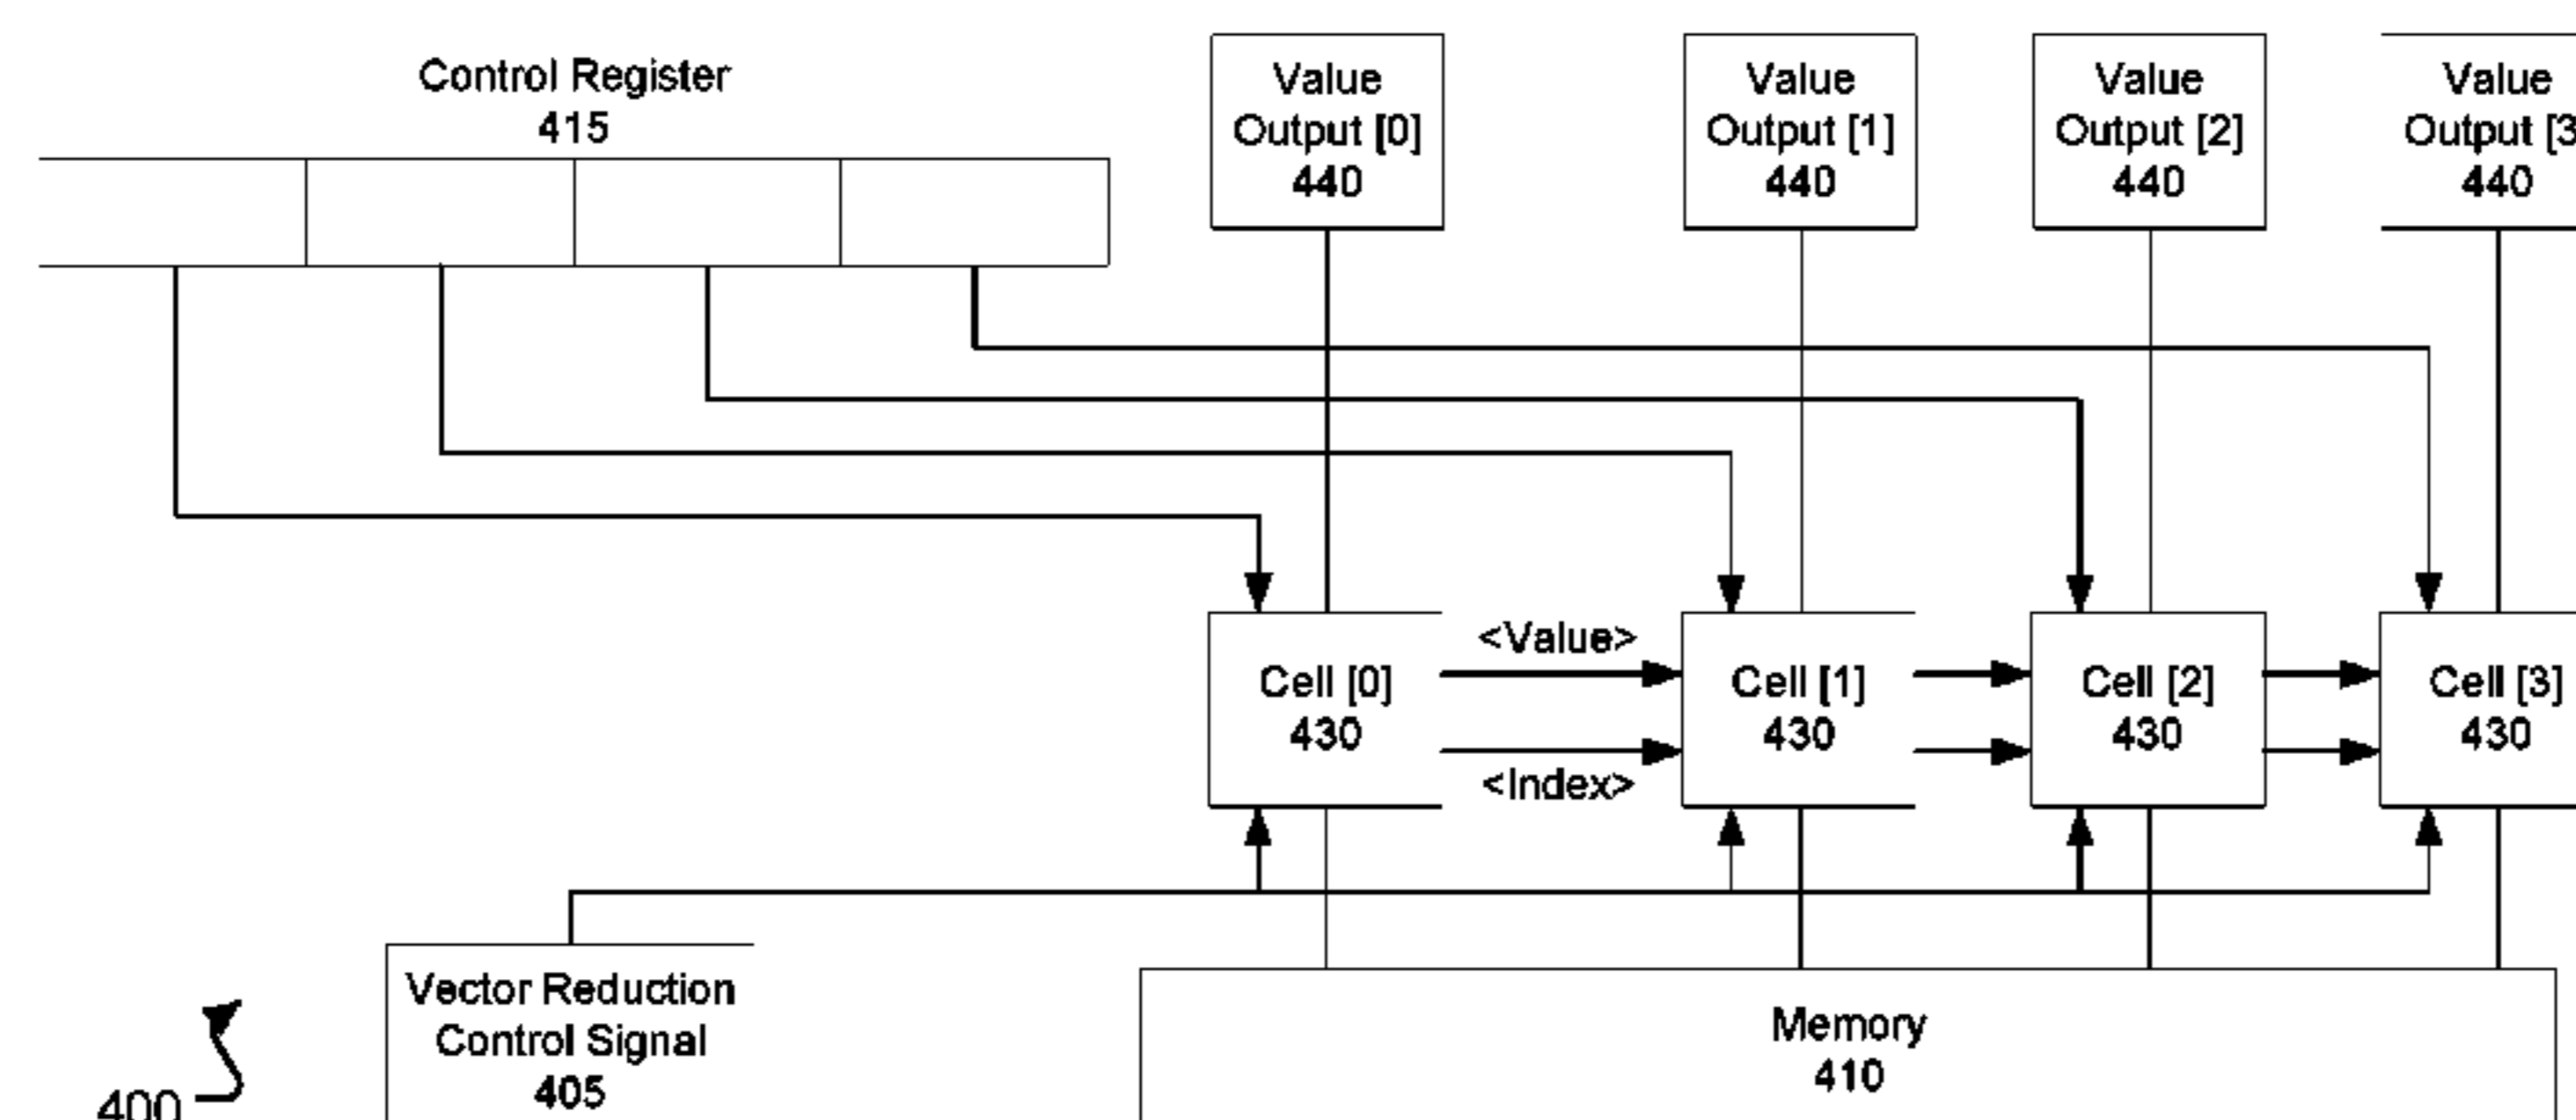 Control Register
415
Value
Output [0]
440
Value
Output [1]
440
Value
Output [2]
440
Value
Output [3
440
<Value>
Cell [0]
430
Cell [1]
430
Cell [2]
430
Cell [3]
430
<Index>
Vector Reduction
Control Signal
405
Memory
410
400